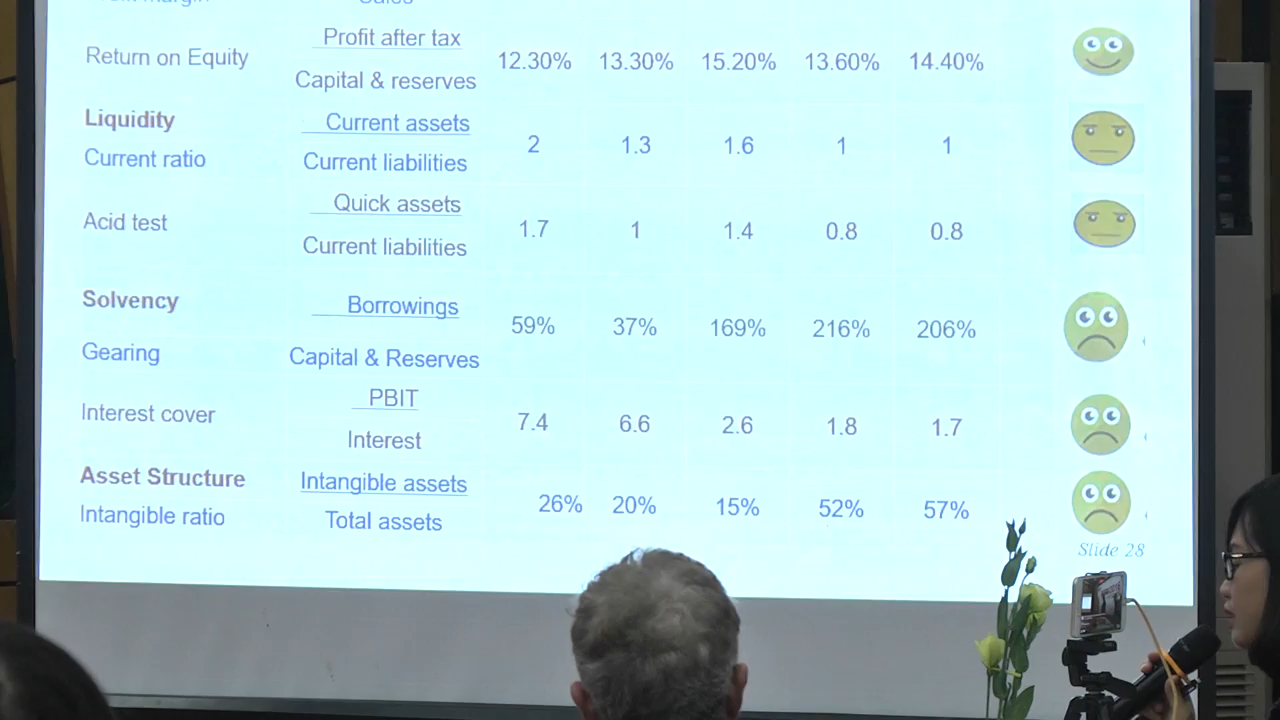 Sales
Profit after tax
Return on Equity 12.30% 13.30% 15.20% 13.60% 14.40%
Capital & reserves
Liquidity Current assets
2 1.3 1.6 1 1
Current ratio Current liabilities
Quick assets
Acid test 1.7 1 1.4 0.8 0.8
Current liabilities
Solvency Borrowings
59% 37% 169% 216% 206%
Gearing Capital & Reserves
PBIT
Interest cover 7.4 6.6 2.6 1.8 1.7
Interest
Asset Structure Intangible assets
26% 20% 15% 52% 57%
Intangible ratio Total assets
Slide 28